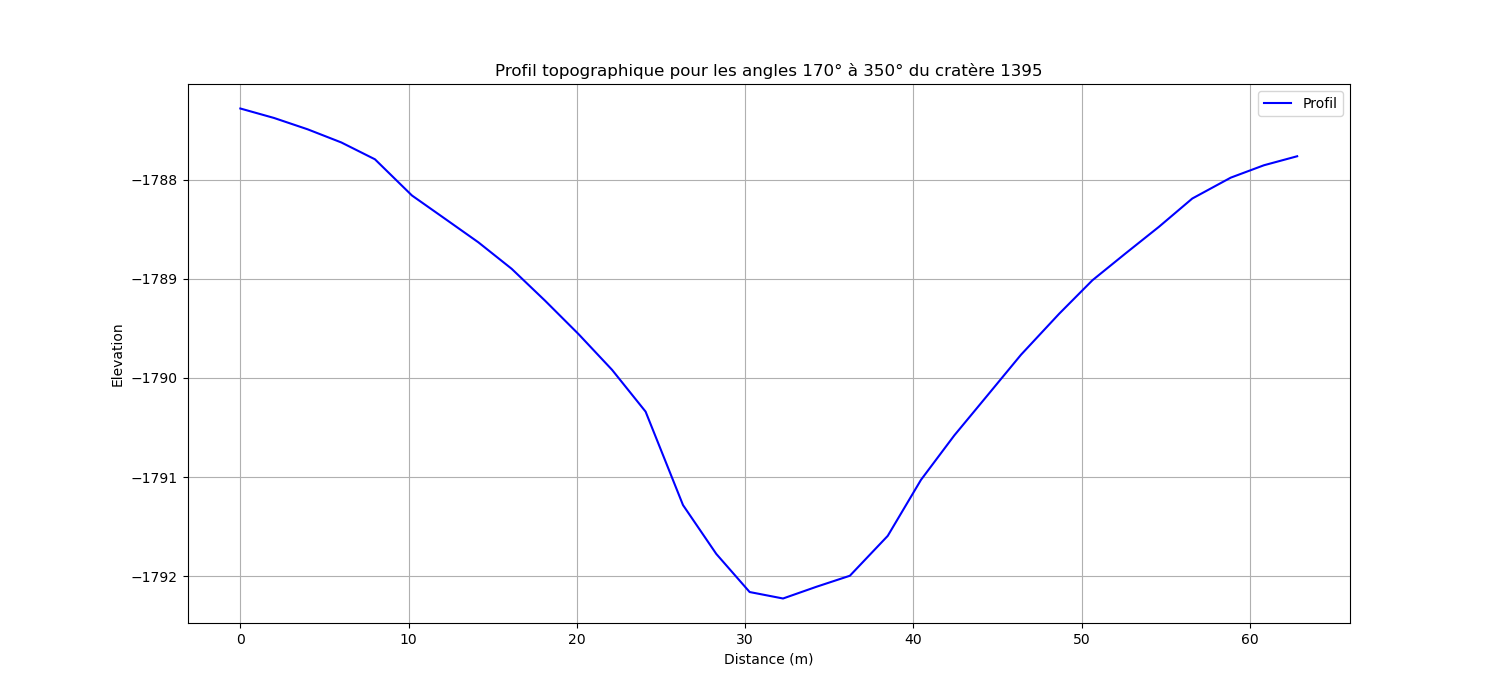 Profil topographique pour les angles 170° à 350° du cratère 1395
Profil
−1788
−1789
−1790
−1791
−1792
Elevation
0 10 20 30 40 50 60
Distance (m)